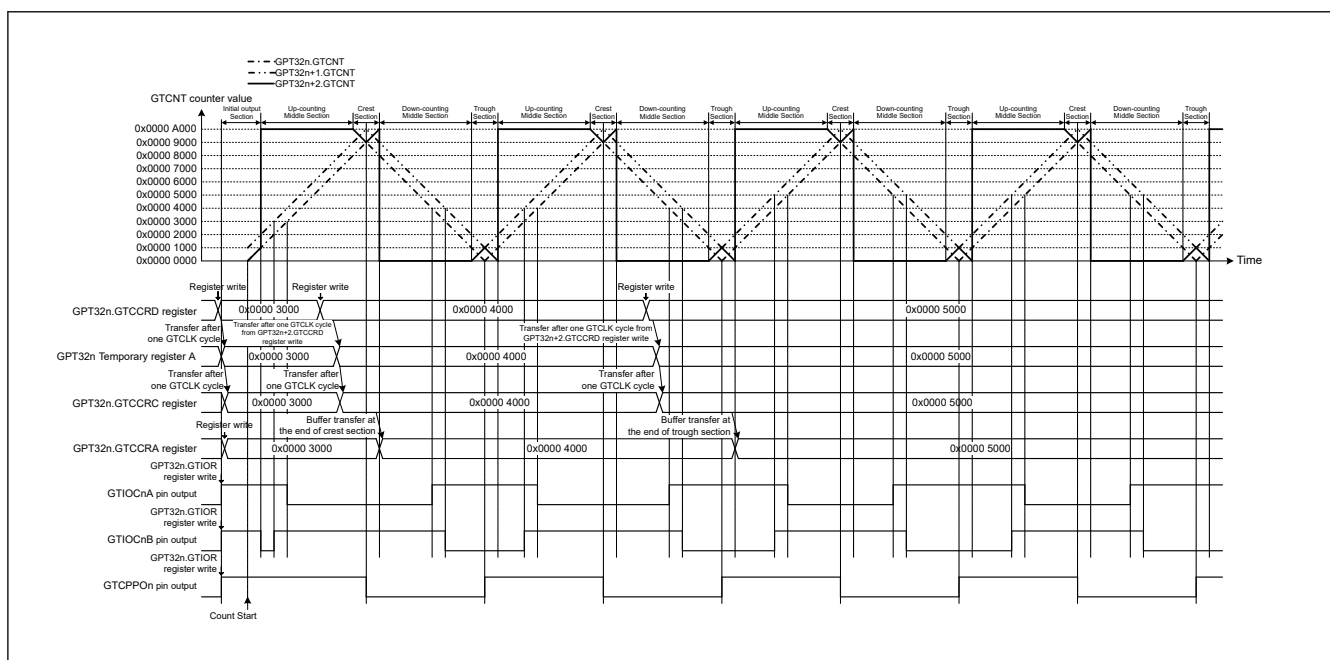 GPT32n.GTCNT
GPT32n+1.GTCNT
GPT32n+2.GTCNT
GTCNT counter value
Initial output
Section
Up-counting
Middle Section
Crest
Section
Down-counting
Middle Section
Trough
Section
Up-counting
Middle Section
Crest
Section
Down-counting
Middle Section
Trough
Section
Up-counting
Middle Section
Crest
Section
Down-counting
Middle Section
Trough
Section
Up-counting
Middle Section
Crest
Section
Down-counting
Middle Section
Trough
Section
0x0000 A000
0x0000 9000
0x0000 8000
0x0000 7000
0x0000 6000
0x0000 5000
0x0000 4000
0x0000 3000
0x0000 2000
0x0000 1000
0x0000 0000
Time
Register write
Register write
Register write
GPT32n.GTCCRD register
0x0000 3000
0x0000 4000
0x0000 5000
Transfer after
one GTCLK cycle
Transfer after one GTCLK cycle
from GPT32n+2.GTCCRD
register write
Transfer after one GTCLK cycle from
GPT32n+2.GTCCRD register write
GPT32n Temporary register A
0x0000 3000
0x0000 4000
0x0000 5000
Transfer after
one GTCLK cycle
Transfer after
one GTCLK cycle
Transfer after
one GTCLK cycle
GPT32n.GTCCRC register
0x0000 3000
0x0000 4000
0x0000 5000
Register write
Buffer transfer at
the end of crest section
Buffer transfer at
the end of trough section
GPT32n.GTCCRA register
0x0000 3000
0x0000 4000
0x0000 5000
GPT32n.GTIOR
register write
GTIOCnA pin output
GPT32n.GTIOR
register write
GTIOCnB pin output
GPT32n.GTIOR
register write
GTCPPOn pin output
Count Start